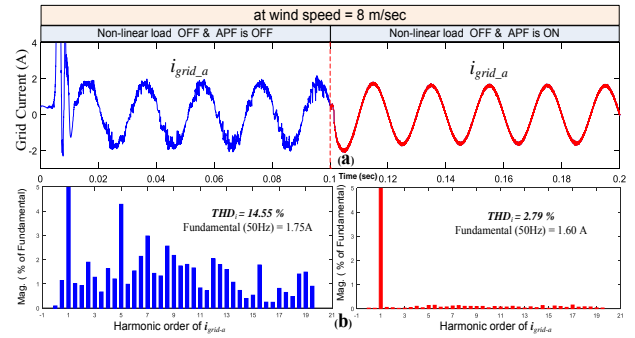 at wind speed = 8 m/sec
Non-linear load OFF & APF is OFF
Non-linear load OFF & APF is ON
Grid Current (A)
4
2
0
-2
i_grid_a
i_grid_a
(a)
0 0.02 0.04 0.06 0.08 0.1 Time (sec) 0.12 0.14 0.16 0.18 0.2
Mag. ( % of Fundamental)
5
4
3
2
1
0
THDi = 14.55 %
Fundamental (50Hz) = 1.75A
-1 1 3 5 7 9 11 13 15 17 19 21
Harmonic order of i_grid-a
(b)
Mag. ( % of Fundamental)
5
4
3
2
1
0
THDi = 2.79 %
Fundamental (50Hz) = 1.60 A
-1 1 3 5 7 9 11 13 15 17 19 21
Harmonic order of i_grid-a